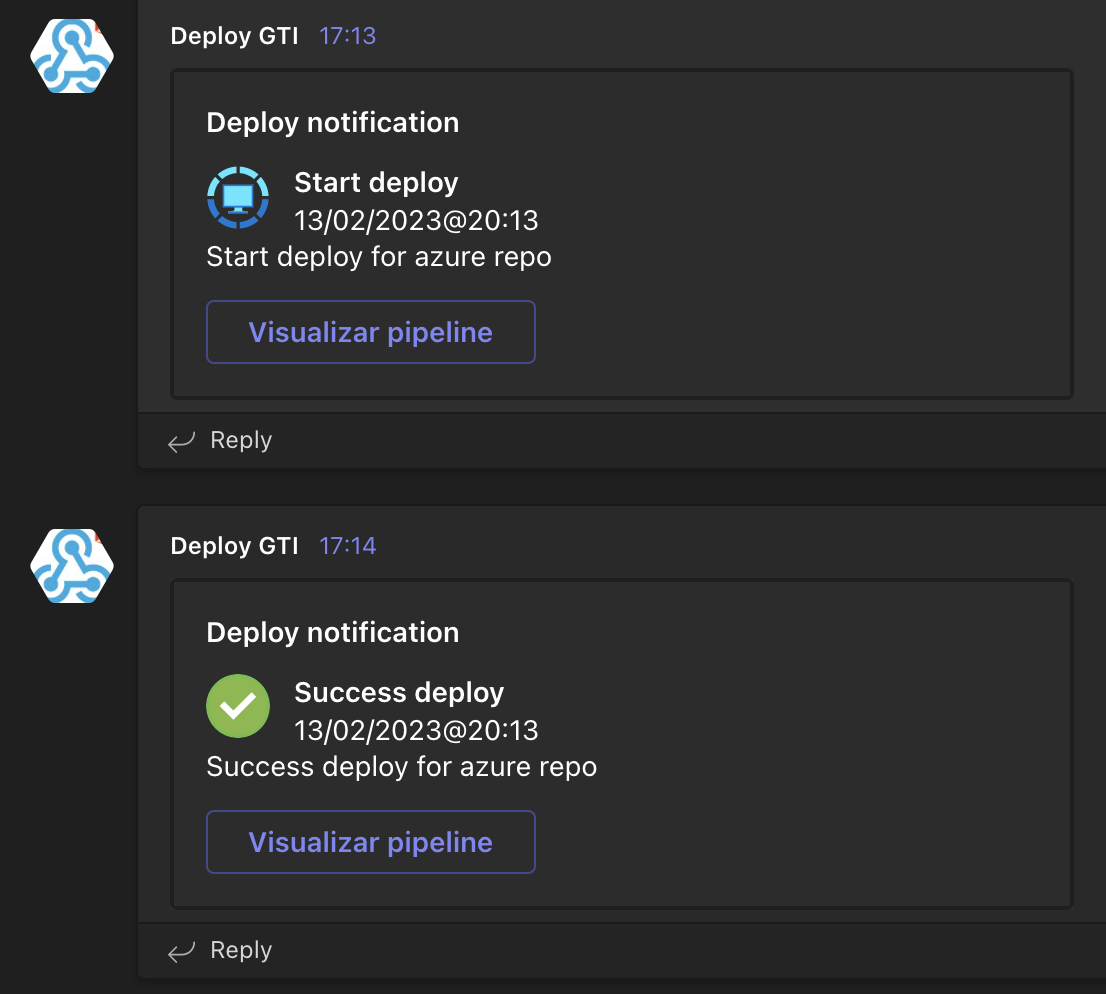 Deploy GTI 17:13
Deploy notification
Start deploy
13/02/2023@20:13
Start deploy for azure repo
Visualizar pipeline
Reply
Deploy GTI 17:14
Deploy notification
Success deploy
13/02/2023@20:13
Success deploy for azure repo
Visualizar pipeline
Reply